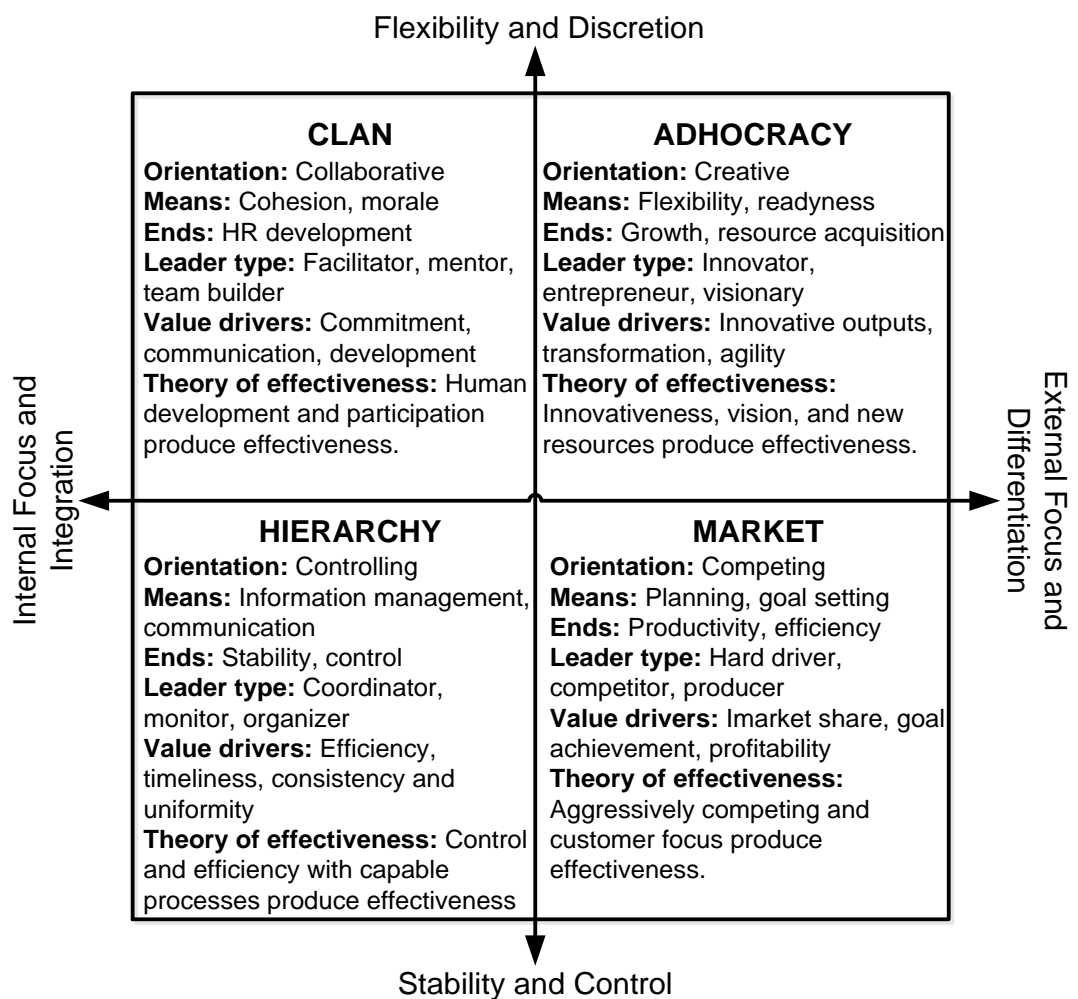 Flexibility and Discretion
CLAN
Orientation: Collaborative
Means: Cohesion, morale
Ends: HR development
Leader type: Facilitator, mentor,
team builder
Value drivers: Commitment,
communication, development
Theory of effectiveness: Human
development and participation
produce effectiveness.
ADHOCRACY
Orientation: Creative
Means: Flexibility, readyness
Ends: Growth, resource acquisition
Leader type: Innovator,
entrepreneur, visionary
Value drivers: Innovative outputs,
transformation, agility
Theory of effectiveness:
Innovativeness, vision, and new
resources produce effectiveness.
Internal Focus and
Integration
External Focus and
Differentiation
HIERARCHY
Orientation: Controlling
Means: Information management,
communication
Ends: Stability, control
Leader type: Coordinator,
monitor, organizer
Value drivers: Efficiency,
timeliness, consistency and
uniformity
Theory of effectiveness: Control
and efficiency with capable
processes produce effectiveness
MARKET
Orientation: Competing
Means: Planning, goal setting
Ends: Productivity, efficiency
Leader type: Hard driver,
competitor, producer
Value drivers: Imarket share, goal
achievement, profitability
Theory of effectiveness:
Aggressively competing and
customer focus produce
effectiveness.
Stability and Control